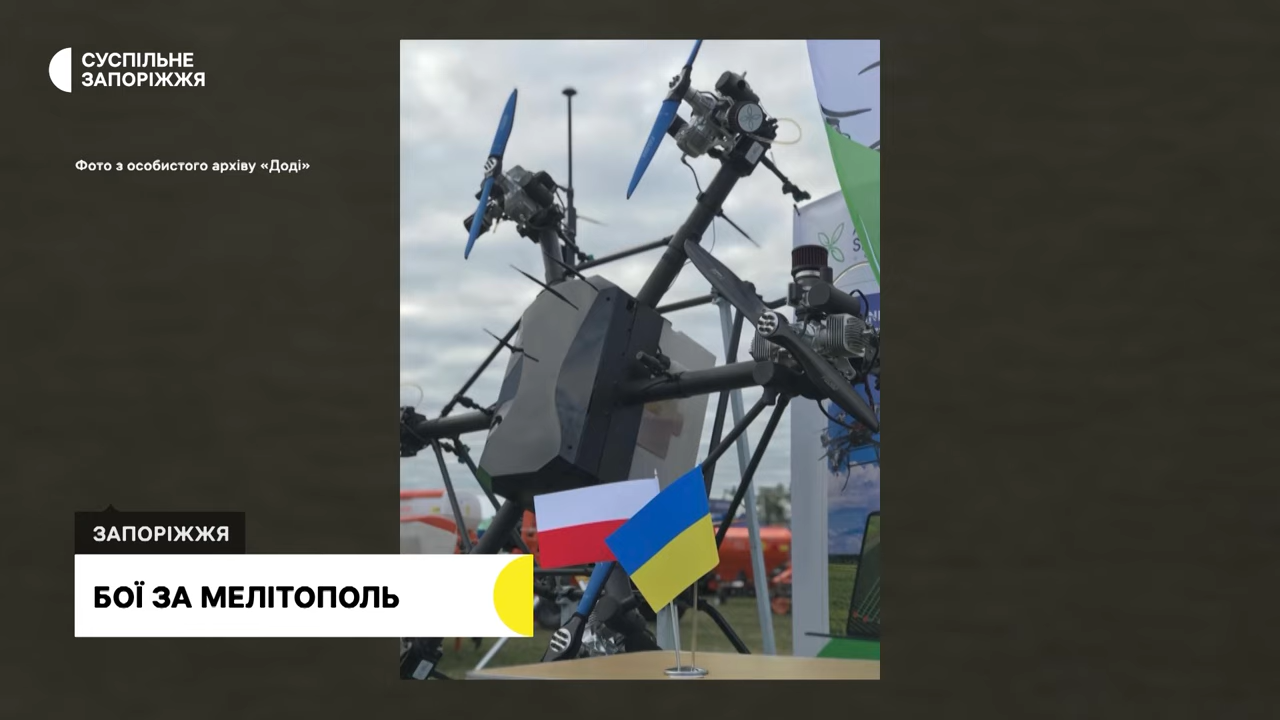 СУСПІЛЬНЕ
ЗАПОРІЖЖЯ
Фото з особистого архіву «Доді»
ЗАПОРІЖЖЯ
БОЇ ЗА МЕЛІТОПОЛЬ